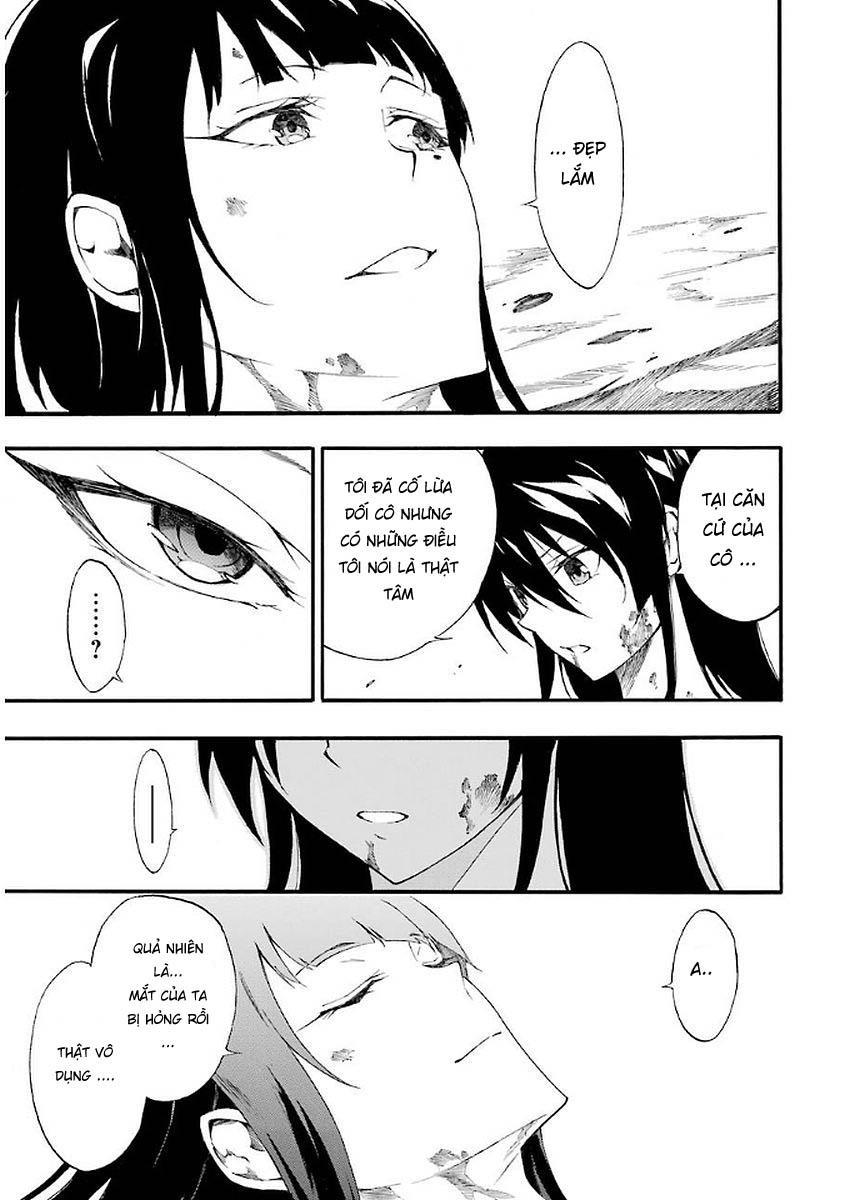 ... ĐẸP
LẮM
TẠI CĂN
CỨ CỦA
CÔ ...
TÔI ĐÃ CỐ LỪA
DỐI CÔ NHƯNG
CÓ NHỮNG ĐIỀU
TÔI NÓI LÀ THẬT
TÂM
......?
—
A..
QUẢ NHIÊN
LÀ...
MẮT CỦA TA
BỊ HỎNG RỒI
...
THẬT VÔ
DỤNG ....